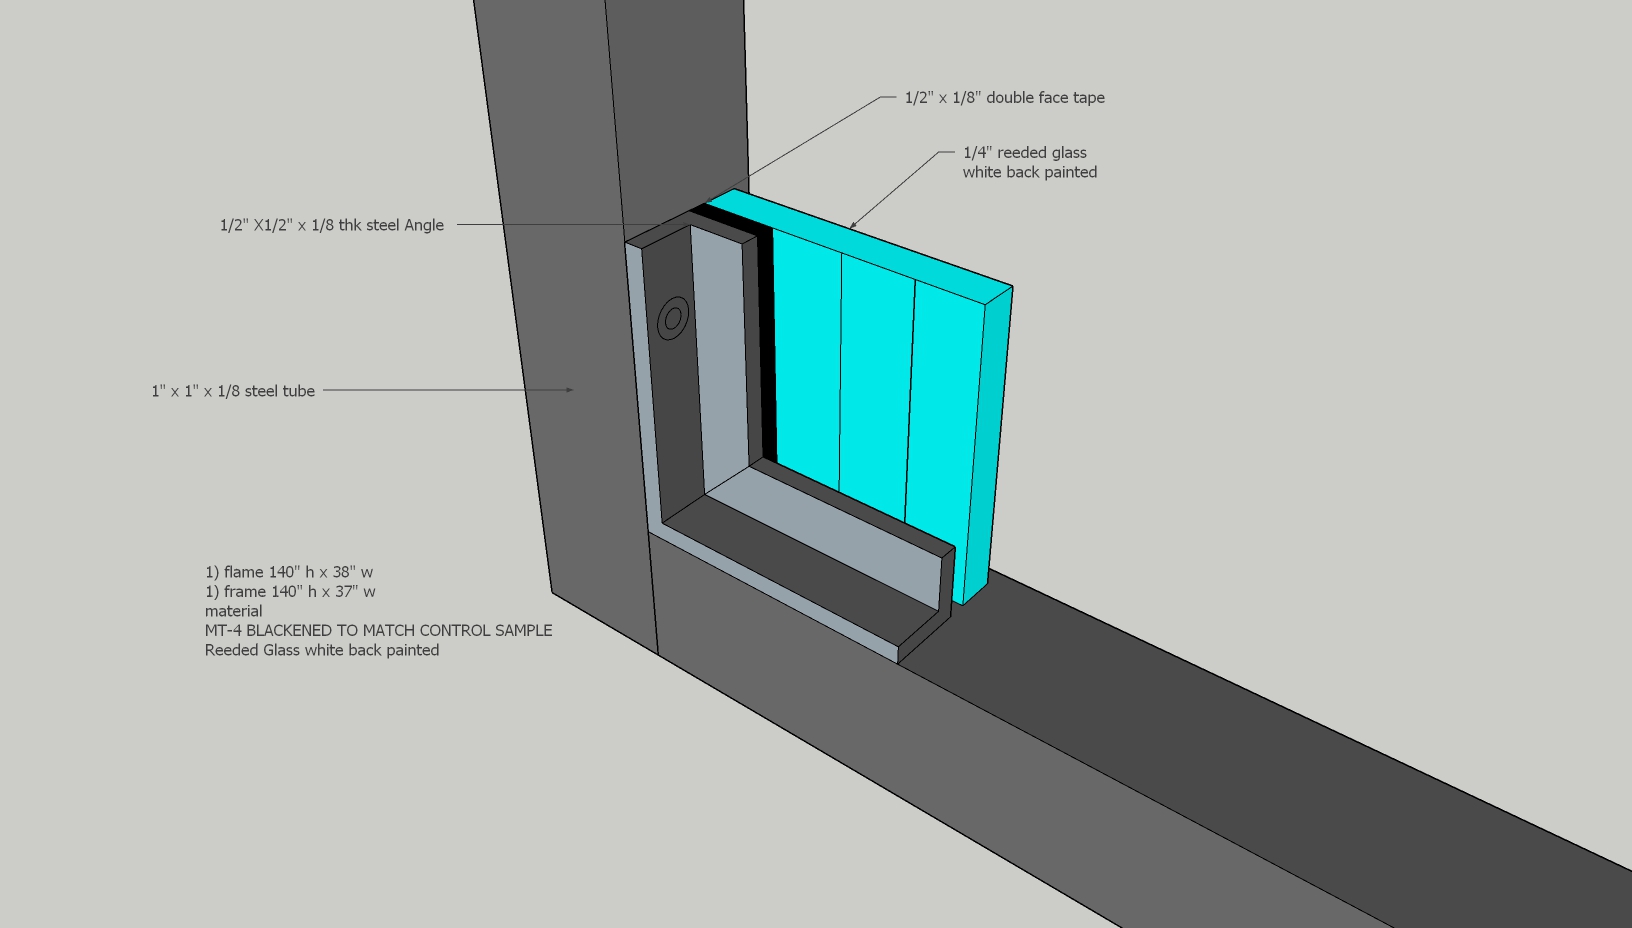 1/2" x 1/8" double face tape
1/4" reeded glass
white back painted
1/2" X1/2" x 1/8 thk steel Angle
1" x 1" x 1/8 steel tube
1) flame 140" h x 38" w
1) frame 140" h x 37" w
material
MT-4 BLACKENED TO MATCH CONTROL SAMPLE
Reeded Glass white back painted